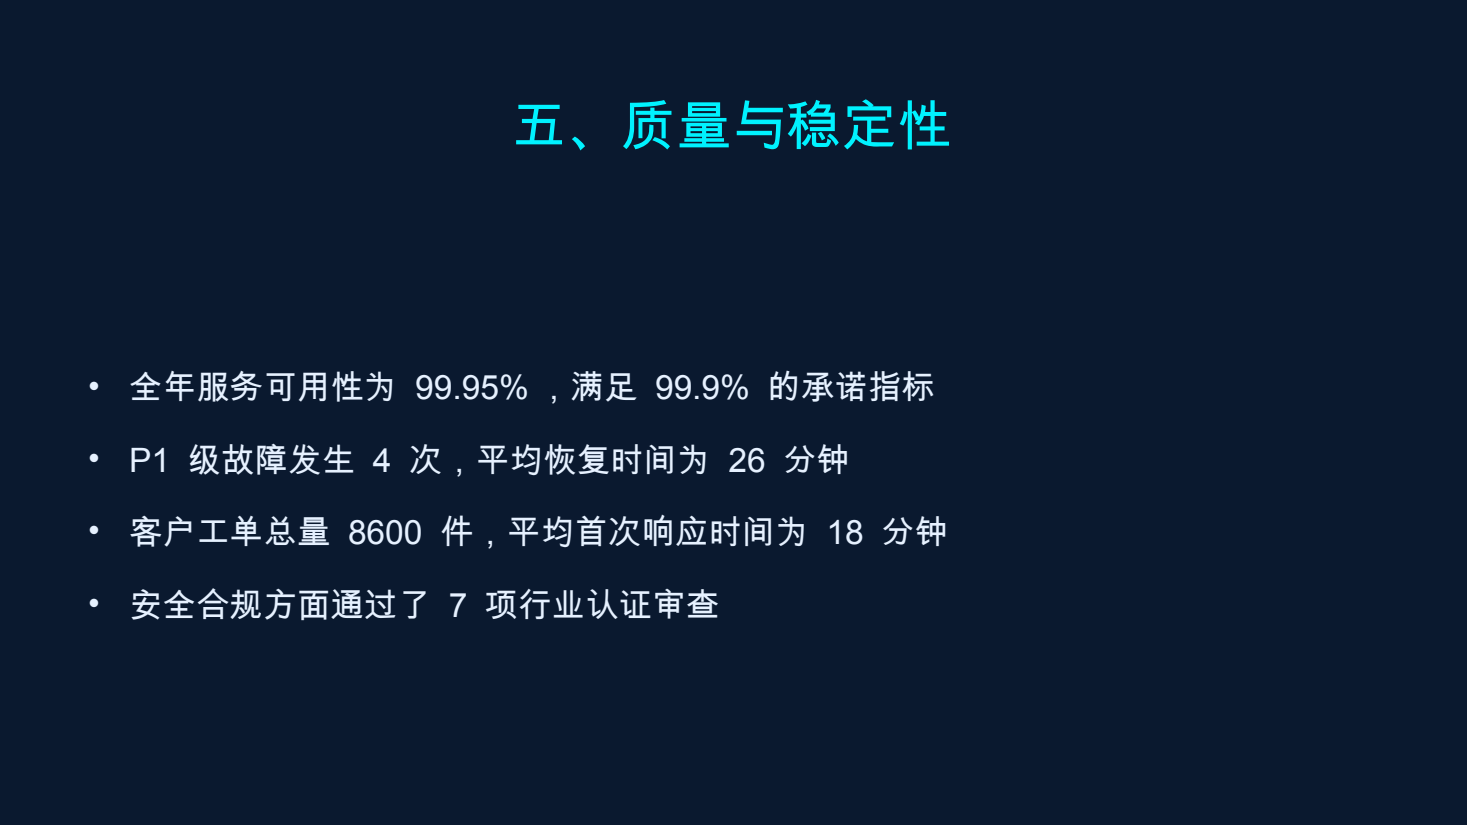 五、质量与稳定性
• 全年服务可用性为 99.95% ，满足 99.9% 的承诺指标
• P1 级故障发生 4 次，平均恢复时间为 26 分钟
• 客户工单总量 8600 件，平均首次响应时间为 18 分钟
• 安全合规方面通过了 7 项行业认证审查